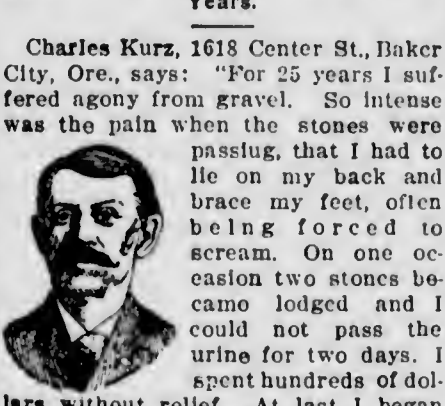 Years.
Charles Kurz, 1618 Center St., Baker
City, Ore., says: "For 25 years I suf-
fered agony from gravel. So intense
was the pain when the stones were
passiug, that I had to
lie on my back and
brace my feet, often
being forced to
scream. On one oc-
casion two stones be-
camo lodged and I
could not pass the
urine for two days. I
spent hundreds of dol-
lars without relief. At last I began